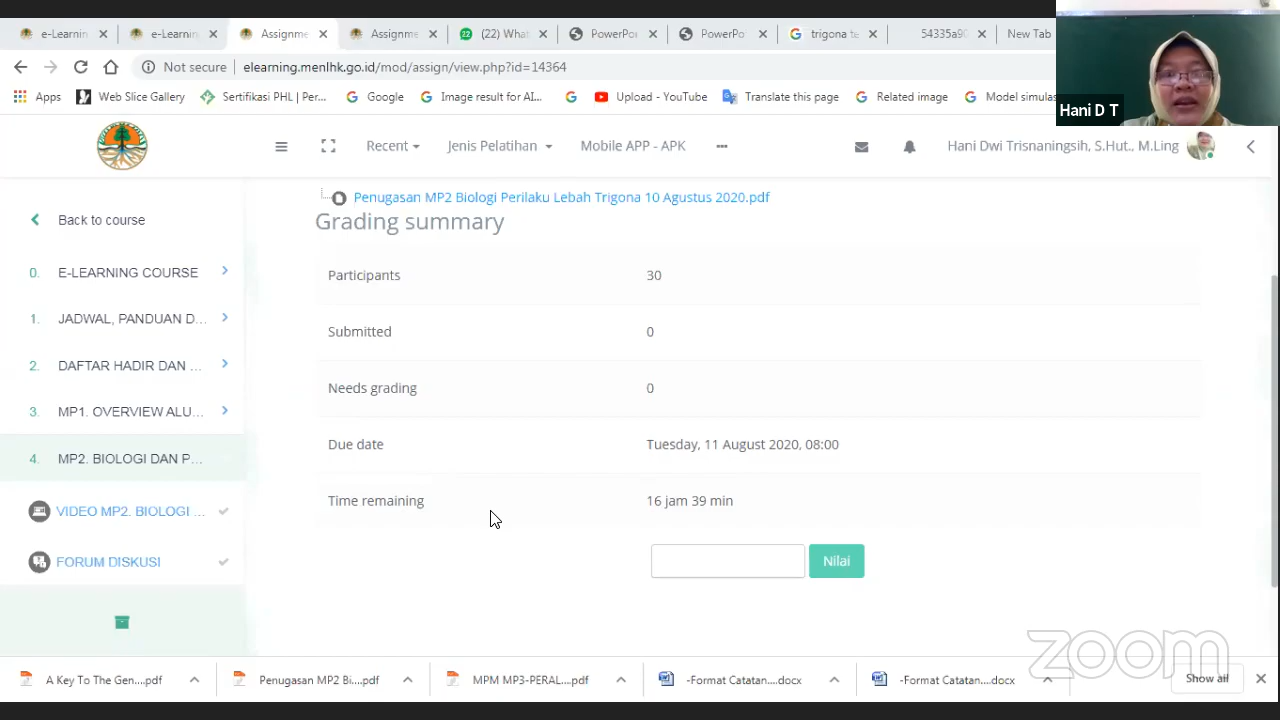 e-Learnin
e-Learnin
Assignme
Assignme
(22) What
PowerPoi
PowerPo
trigona te
54335a90
New Tab
Not secure
elearning.menlhk.go.id/mod/assign/view.php?id=14364
Apps
Web Slice Gallery
Sertifikasi PHL | Per...
Google
Image result for AI...
Upload - YouTube
Translate this page
Related image
Model simulas
Hani D T
Recent
Jenis Pelatihan
Mobile APP - APK
Hani Dwi Trisnaningsih, S.Hut., M.Ling
Back to course
0. E-LEARNING COURSE
1. JADWAL, PANDUAN D...
2. DAFTAR HADIR DAN ...
3. MP1. OVERVIEW ALU...
4. MP2. BIOLOGI DAN P...
VIDEO MP2. BIOLOGI ...
FORUM DISKUSI
Penugasan MP2 Biologi Perilaku Lebah Trigona 10 Agustus 2020.pdf
Grading summary
Participants 30
Submitted 0
Needs grading 0
Due date Tuesday, 11 August 2020, 08:00
Time remaining 16 jam 39 min
Nilai
zoom
A Key To The Gen....pdf
Penugasan MP2 Bi....pdf
MPM MP3-PERAL....pdf
-Format Catatan....docx
-Format Catatan....docx
Show all